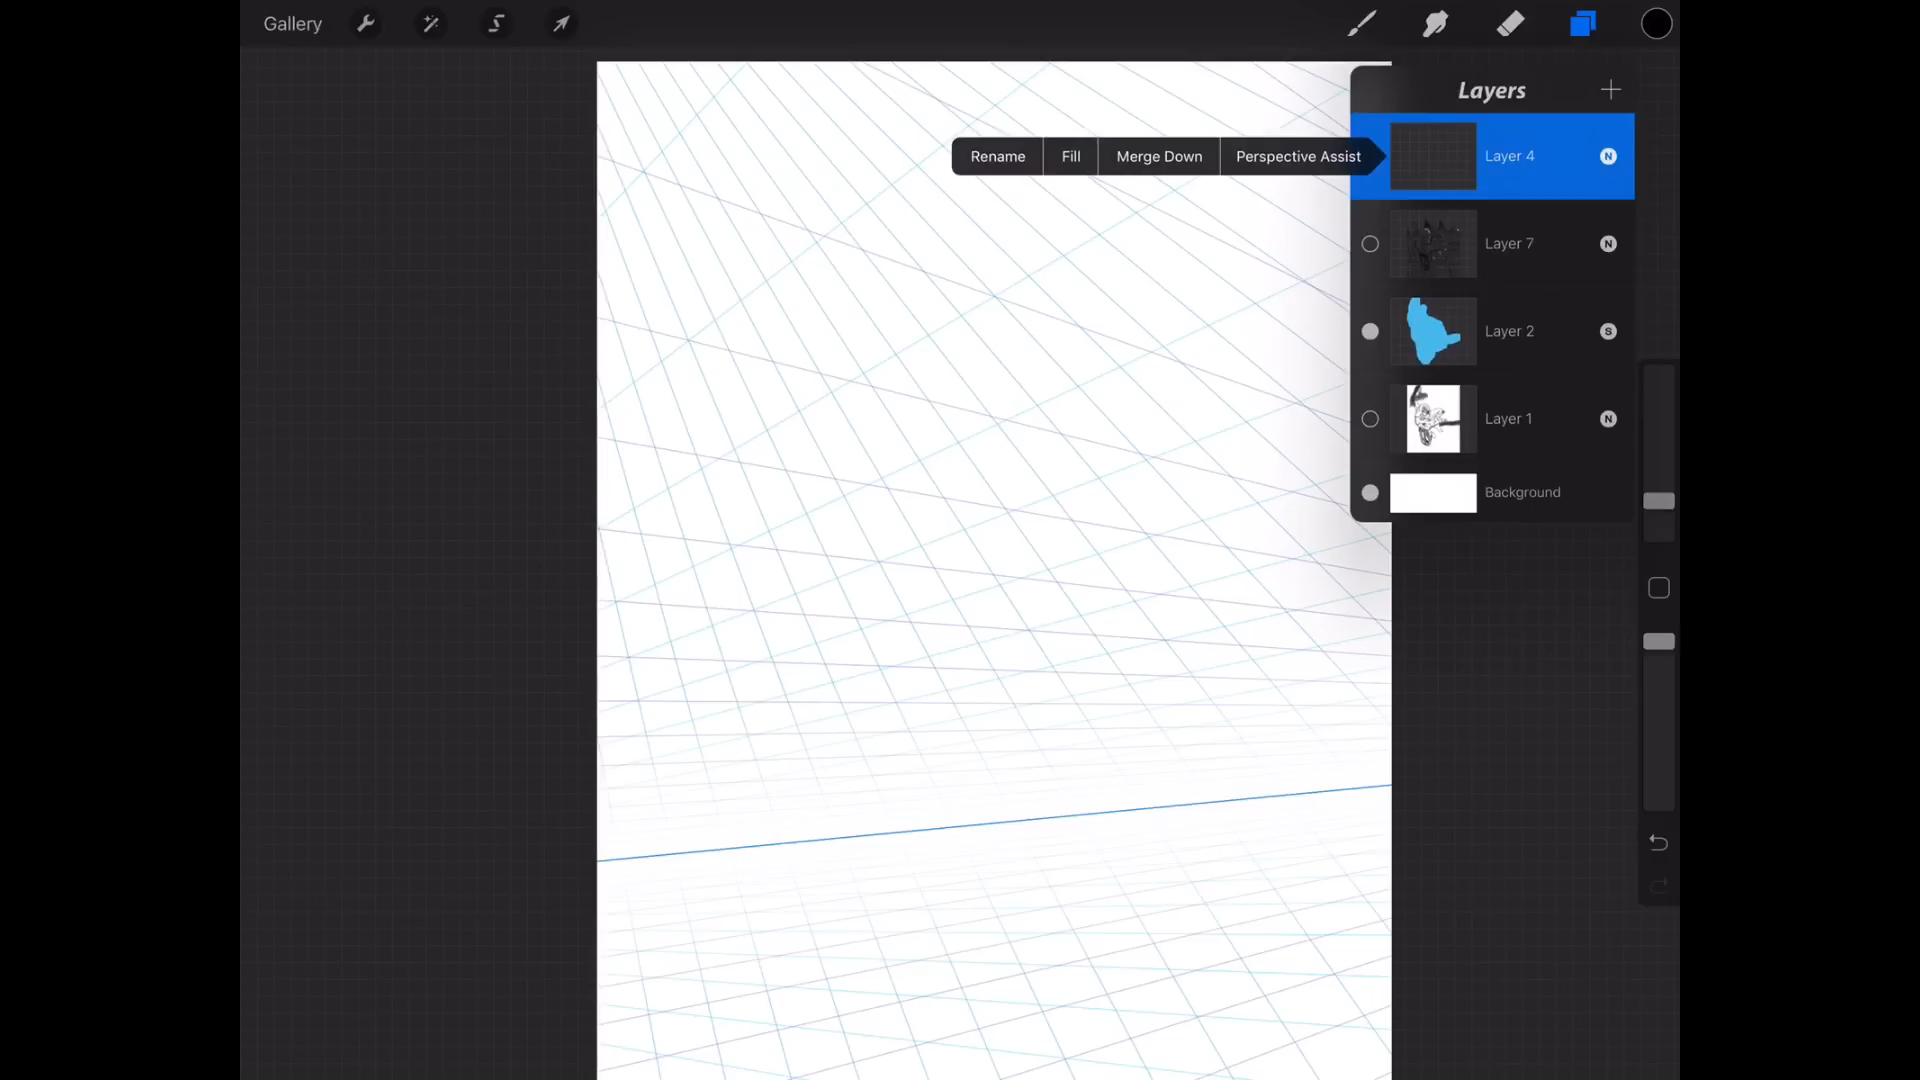 Gallery
Layers
Rename Fill Merge Down Perspective Assist
Layer 4 N
Layer 7 N
Layer 2 S
Layer 1 N
Background